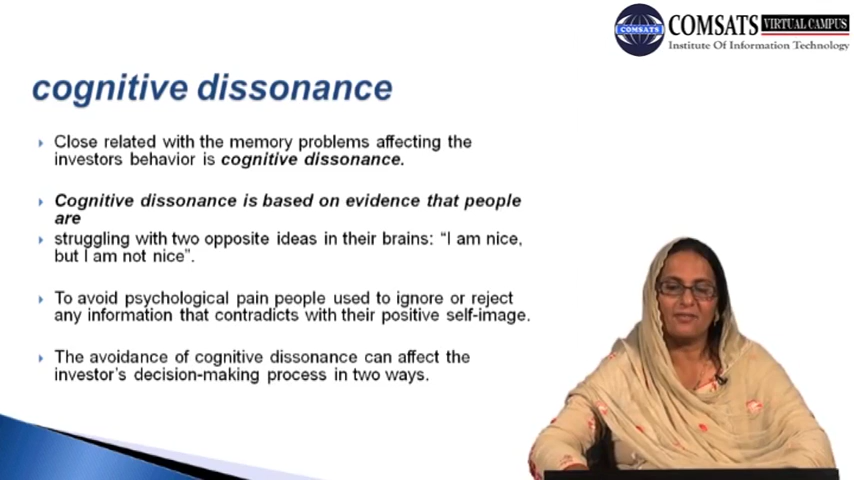 COMSATS VIRTUAL CAMPUS
COMSATS
Institute Of Information Technology
cognitive dissonance
Close related with the memory problems affecting the
investors behavior is cognitive dissonance.
Cognitive dissonance is based on evidence that people
are
struggling with two opposite ideas in their brains: “I am nice,
but I am not nice”.
To avoid psychological pain people used to ignore or reject
any information that contradicts with their positive self-image.
The avoidance of cognitive dissonance can affect the
investor’s decision-making process in two ways.